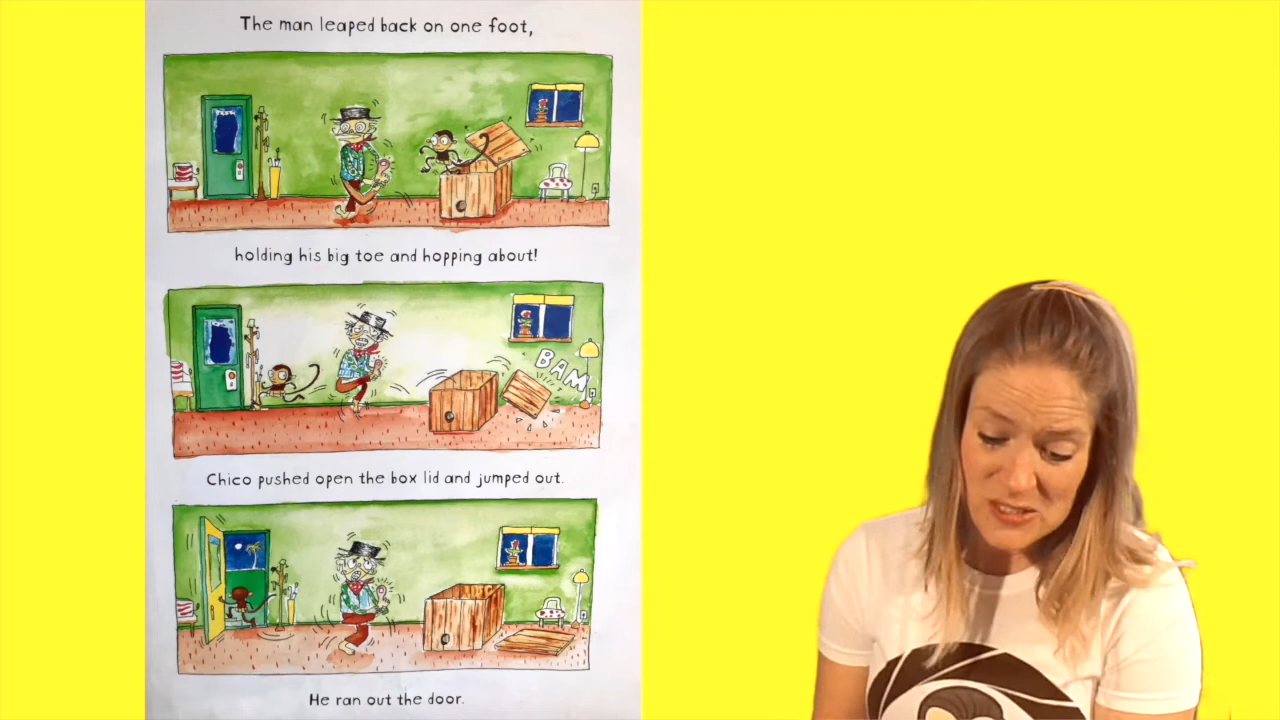 The man leaped back on one foot,
holding his big toe and hopping about!
BAM
Chico pushed open the box lid and jumped out.
He ran out the door.